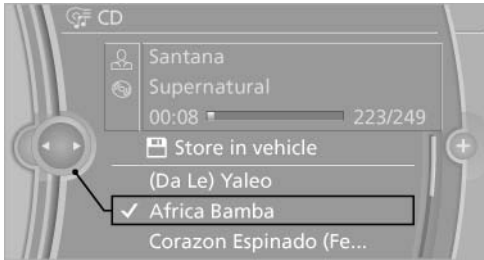 CD
Santana
Supernatural
00:08 223/249
Store in vehicle
(Da Le) Yaleo
Africa Bamba
Corazon Espinado (Fe...